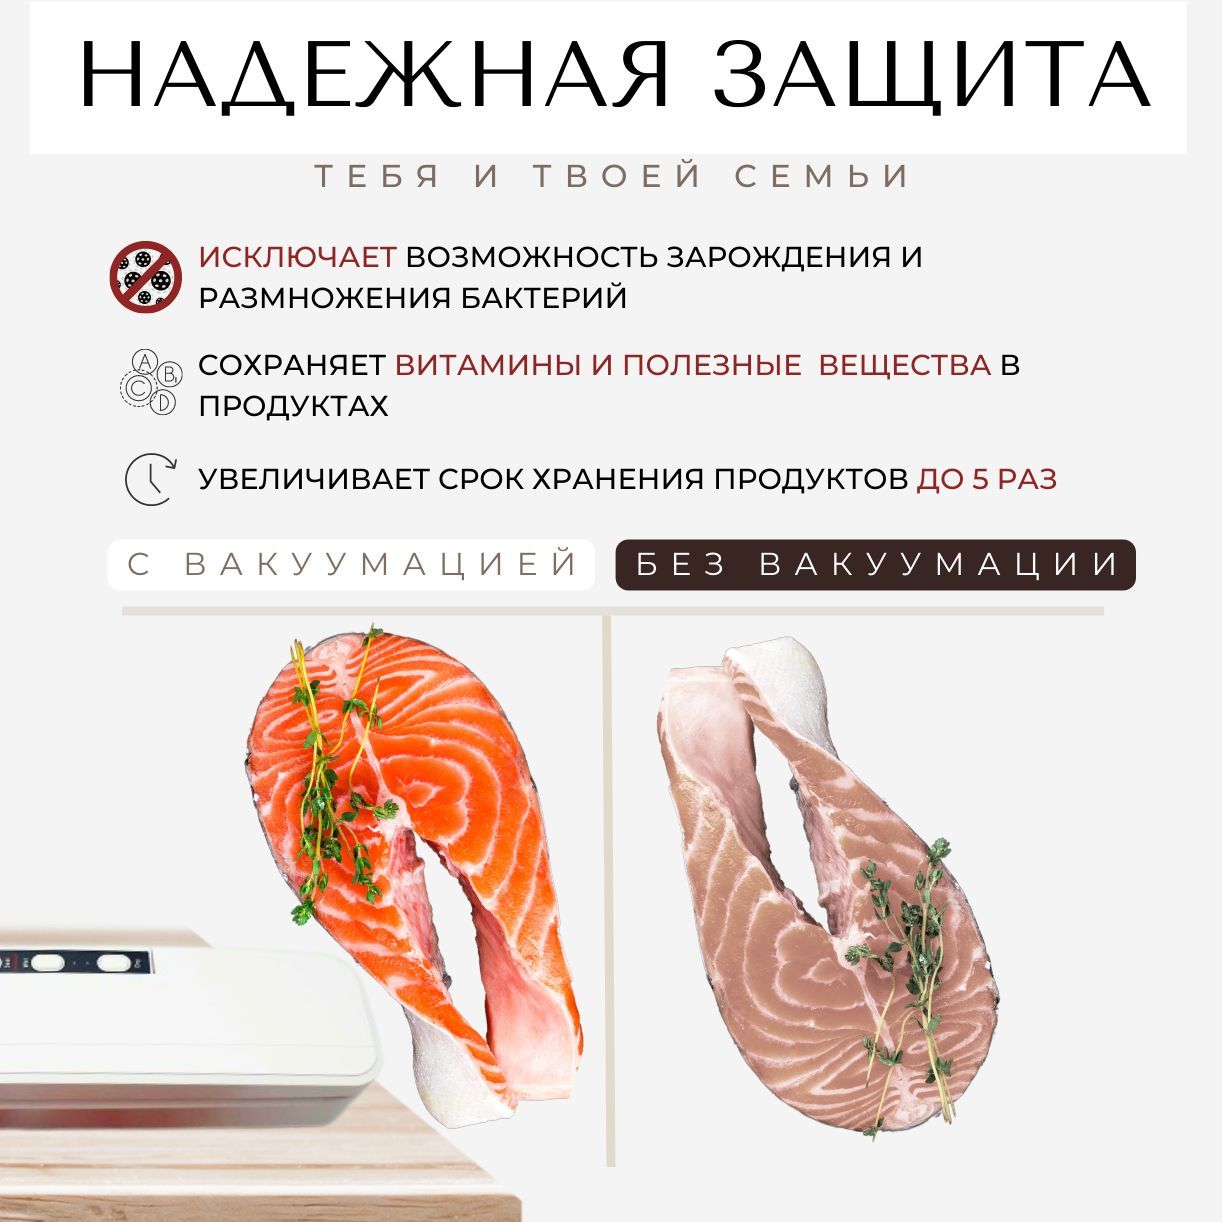 НАДЕЖНАЯ ЗАЩИТА
ТЕБЯ И ТВОЕЙ СЕМЬИ
ИСКЛЮЧАЕТ ВОЗМОЖНОСТЬ ЗАРОЖДЕНИЯ И
РАЗМНОЖЕНИЯ БАКТЕРИЙ
A
B1
C
D
СОХРАНЯЕТ ВИТАМИНЫ И ПОЛЕЗНЫЕ ВЕЩЕСТВА В
ПРОДУКТАХ
УВЕЛИЧИВАЕТ СРОК ХРАНЕНИЯ ПРОДУКТОВ ДО 5 РАЗ
С ВАКУУМАЦИЕЙ
БЕЗ ВАКУУМАЦИИ